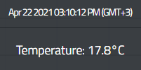 Apr 22 2021 03:10:12 PM (GMT+3)
Temperature: 17.8°C